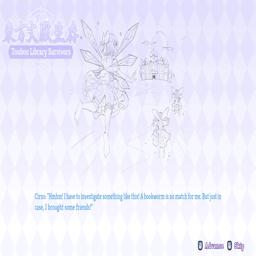 Touhou Library Survivors
Cirno: "Hmhm! I have to investigate something like this! A bookworm is no match for me. But just in
case, I brought some friends!"
Advance
Skip